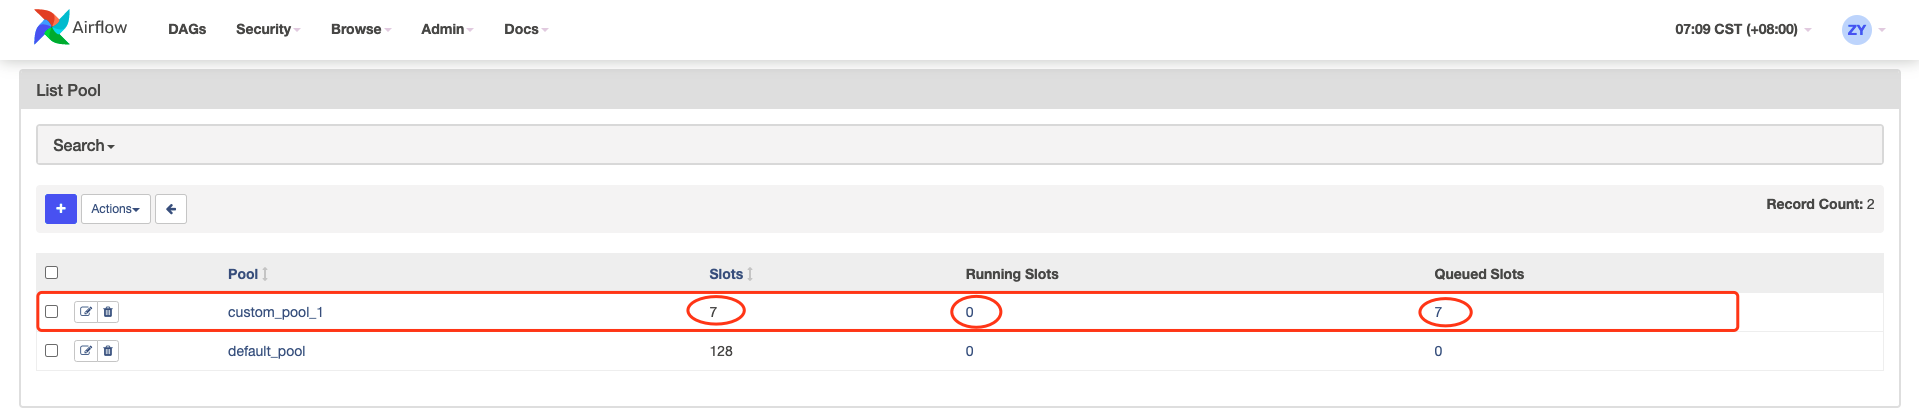 Airflow DAGs Security Browse Admin Docs 07:09 CST (+08:00) ZY
List Pool
Search
Actions Record Count: 2
Pool Slots Running Slots Queued Slots
custom_pool_1 7 0 7
default_pool 128 0 0